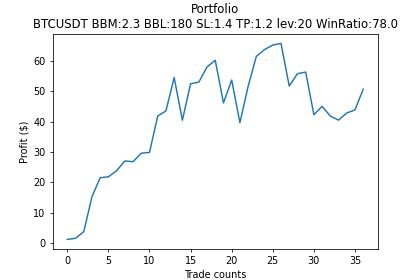 Portfolio
BTCUSDT BBM:2.3 BBL:180 SL:1.4 TP:1.2 lev:20 WinRatio:78.0
Profit ($)
60
50
40
30
20
10
0
0 5 10 15 20 25 30 35
Trade counts